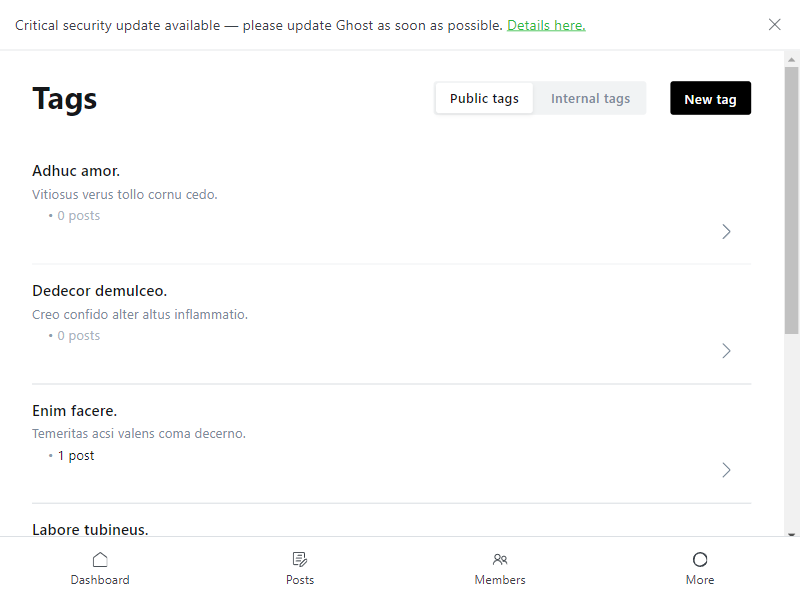 Critical security update available — please update Ghost as soon as possible. Details here.
Tags
Public tags
Internal tags
New tag
Adhuc amor.
Vitiosus verus tollo cornu cedo.
• 0 posts
Dedecor demulceo.
Creo confido alter altus inflammatio.
• 0 posts
Enim facere.
Temeritas acsi valens coma decerno.
• 1 post
Labore tubineus.
Dashboard
Posts
Members
More